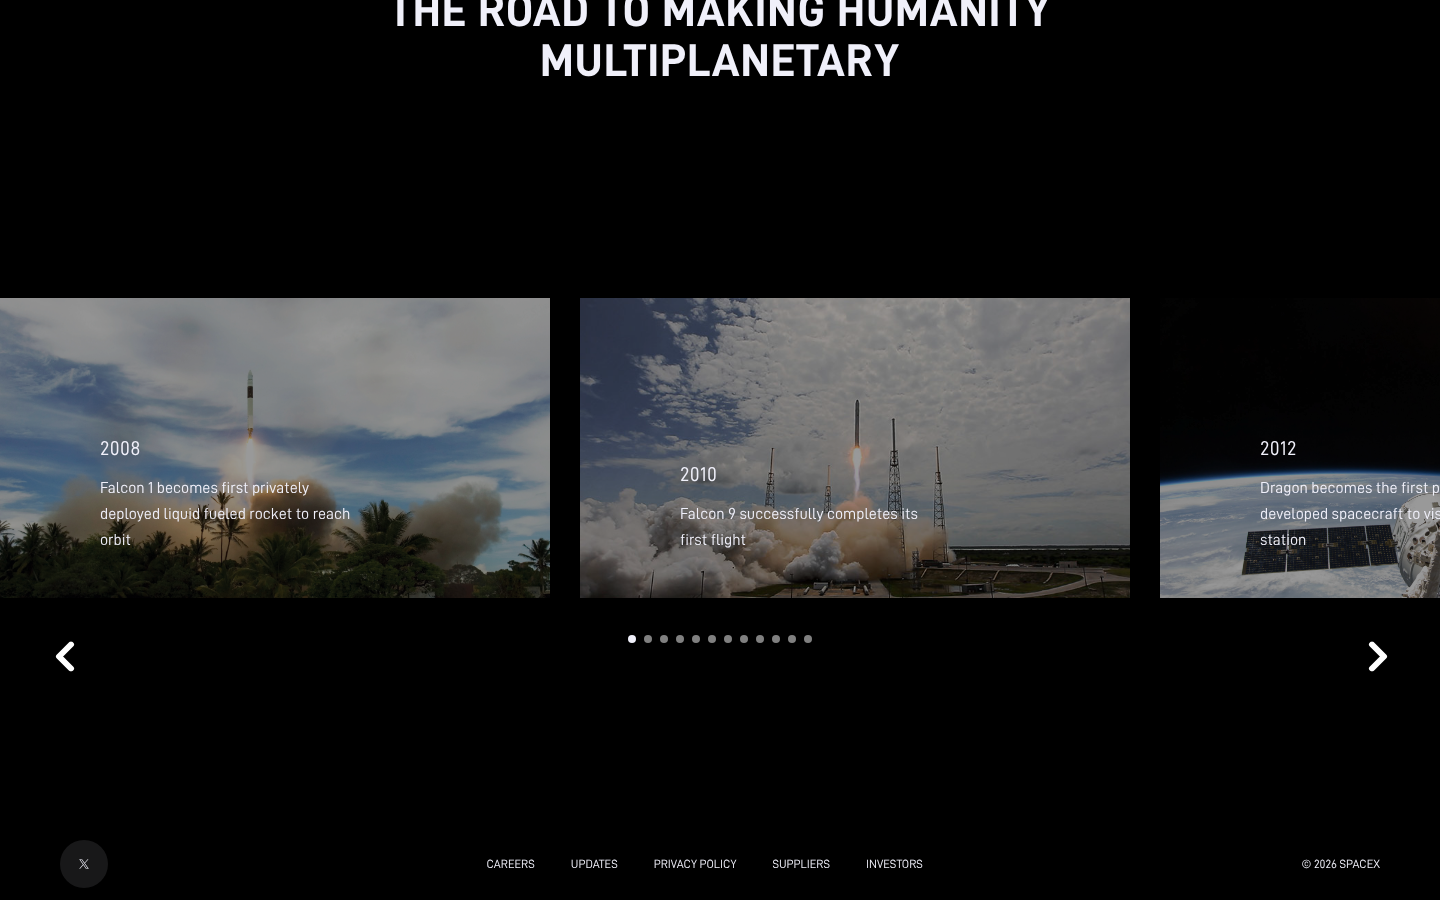 THE ROAD TO MAKING HUMANITY
MULTIPLANETARY
2008
Falcon 1 becomes first privately
deployed liquid fueled rocket to reach
orbit
2010
Falcon 9 successfully completes its
first flight
2012
Dragon becomes the first
developed spacecraft to
station
𝕏
CAREERS
UPDATES
PRIVACY POLICY
SUPPLIERS
INVESTORS
© 2026 SPACEX